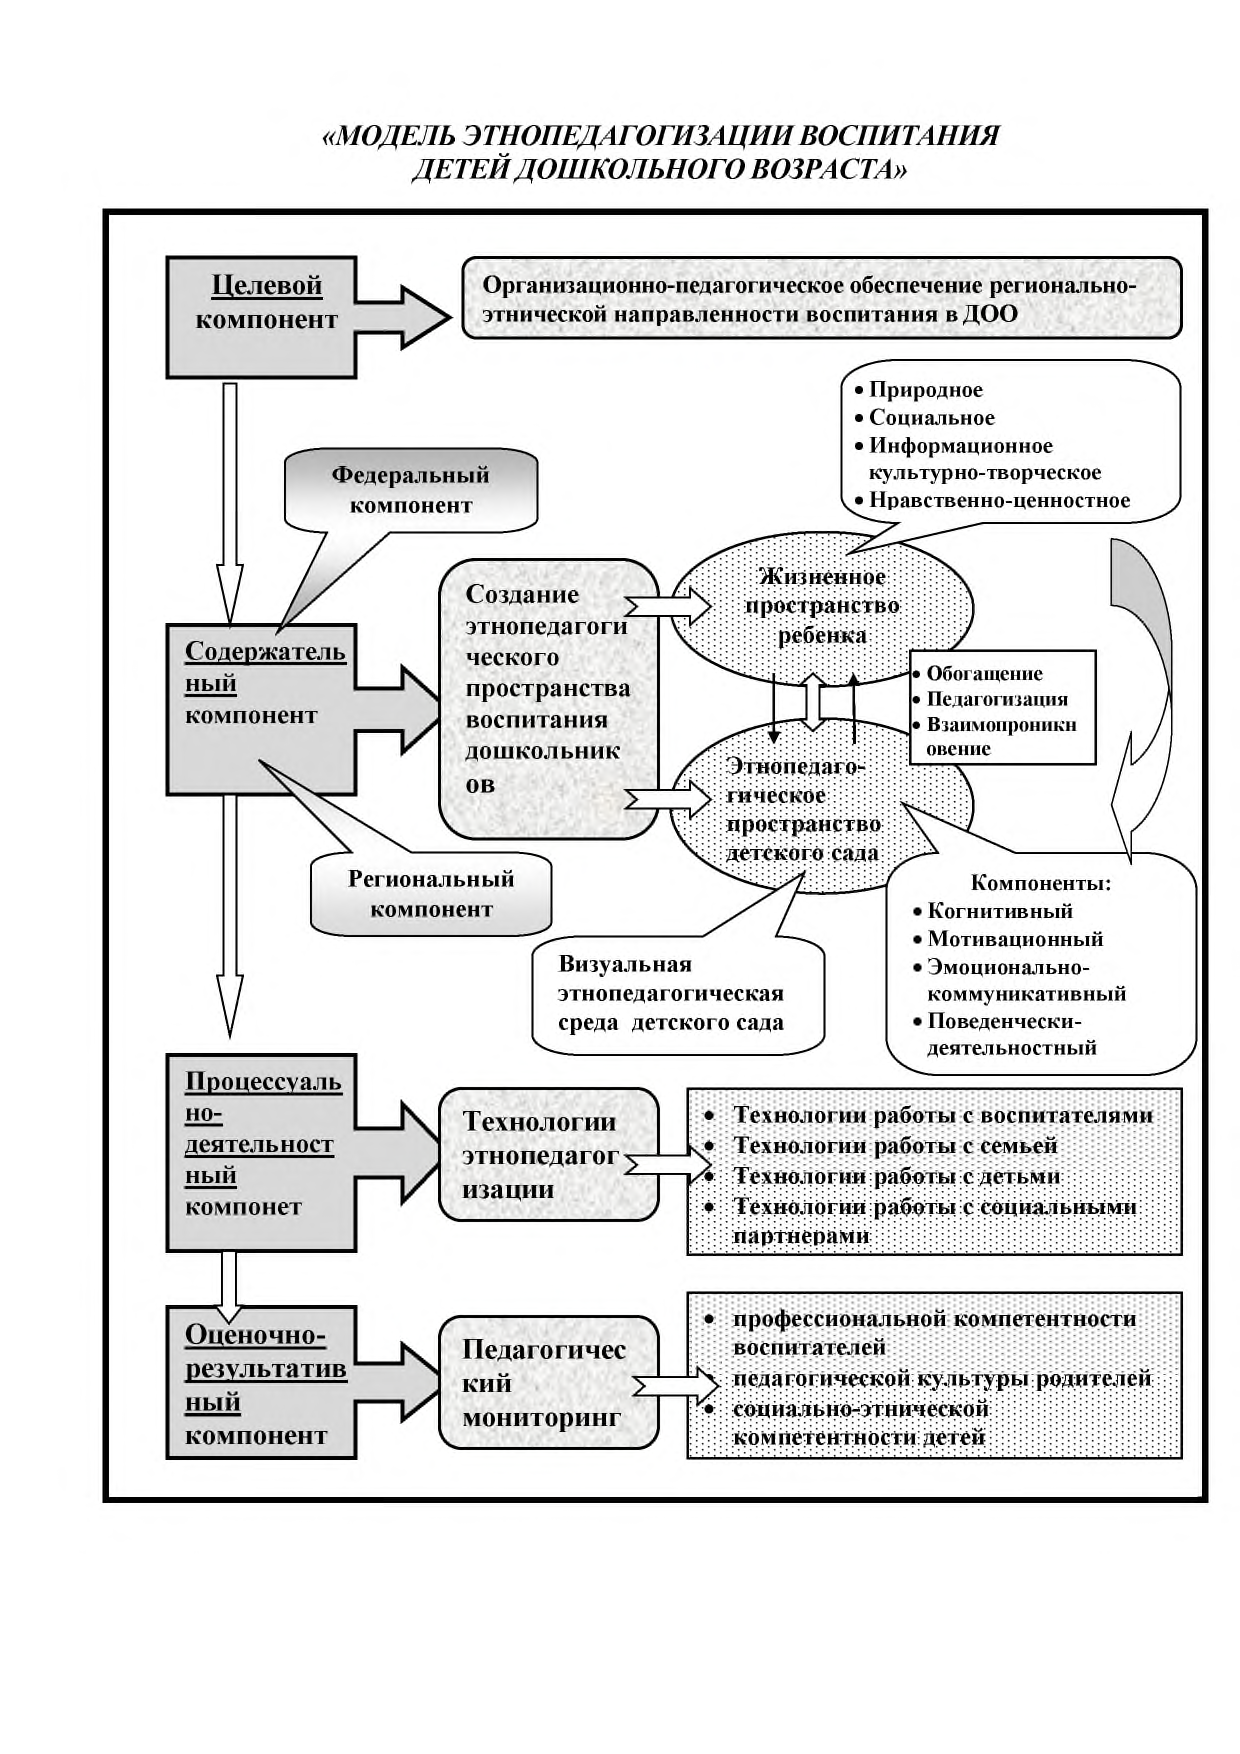 «МОДЕЛЬ ЭТНОПЕДАГОГИЗАЦИИ ВОСПИТАНИЯ
ДЕТЕЙ ДОШКОЛЬНОГО ВОЗРАСТА»
Целевой
компонент
Организационно-педагогическое обеспечение регионально-
этнической направленности воспитания в ДОО
• Природное
• Социальное
• Информационное
культурно-творческое
• Нравственно-ценностное
Федеральный
компонент
Содержатель
ный
компонент
Создание
этнопедагоги
ческого
пространства
воспитания
дошкольник
ов
Жизненное
пространство
ребенка
• Обогащение
• Педагогизация
• Взаимопроникн
овение
Этнопедаго-
гическое
пространство
детского сада
Региональный
компонент
Визуальная
этнопедагогическая
среда детского сада
Компоненты:
• Когнитивный
• Мотивационный
• Эмоционально-
коммуникативный
• Поведенчески-
деятельностный
Процессуаль
но-
деятельност
ный
компонет
Технологии
этнопедагог
изации
• Технологии работы с воспитателями
• Технологии работы с семьей
• Технологии работы с детьми
• Технологии работы с социальными
партнерами
Оценочно-
результатив
ный
компонент
Педагогичес
кий
мониторинг
• профессиональной компетентности
воспитателей
• педагогической культуры родителей
• социально-этнической
компетентности детей